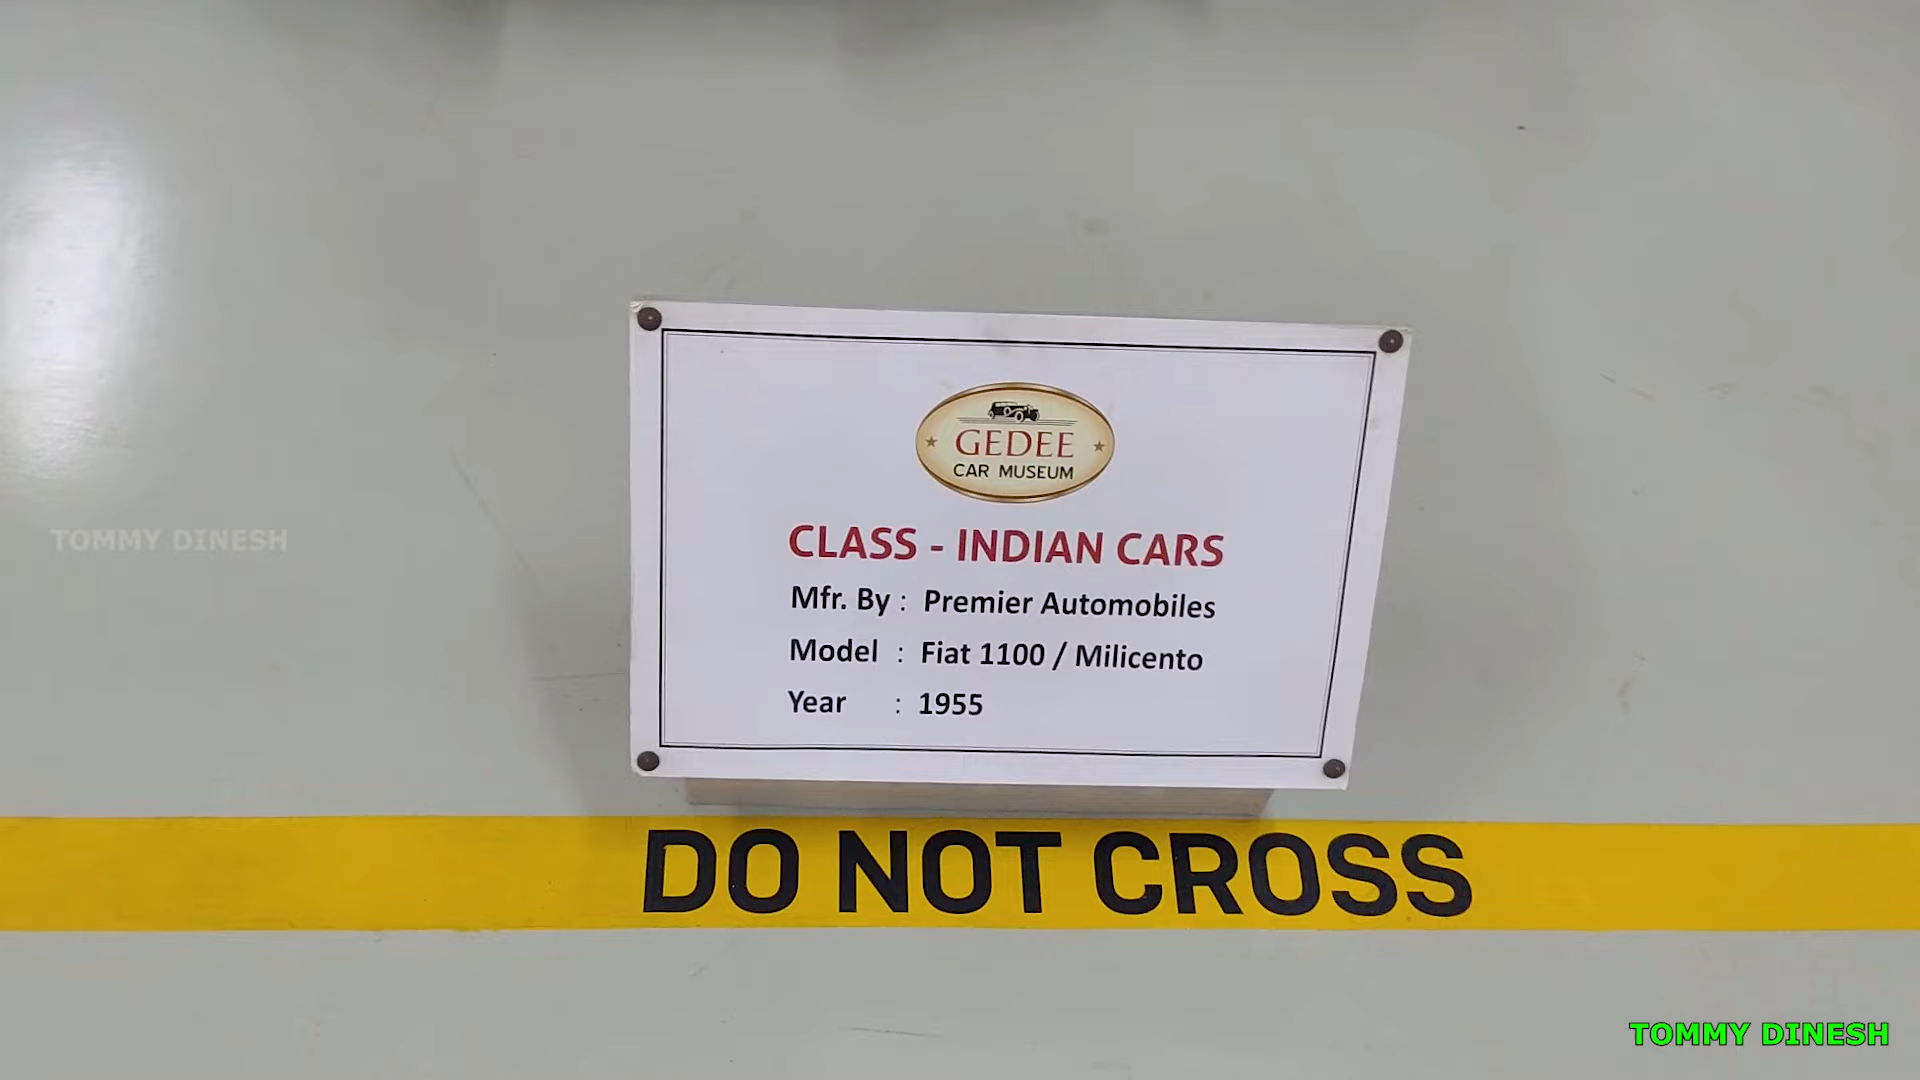 GEDEE
CAR MUSEUM
CLASS - INDIAN CARS
Mfr. By : Premier Automobiles
Model : Fiat 1100 / Milicento
Year : 1955
TOMMY DINESH
DO NOT CROSS
TOMMY DINESH